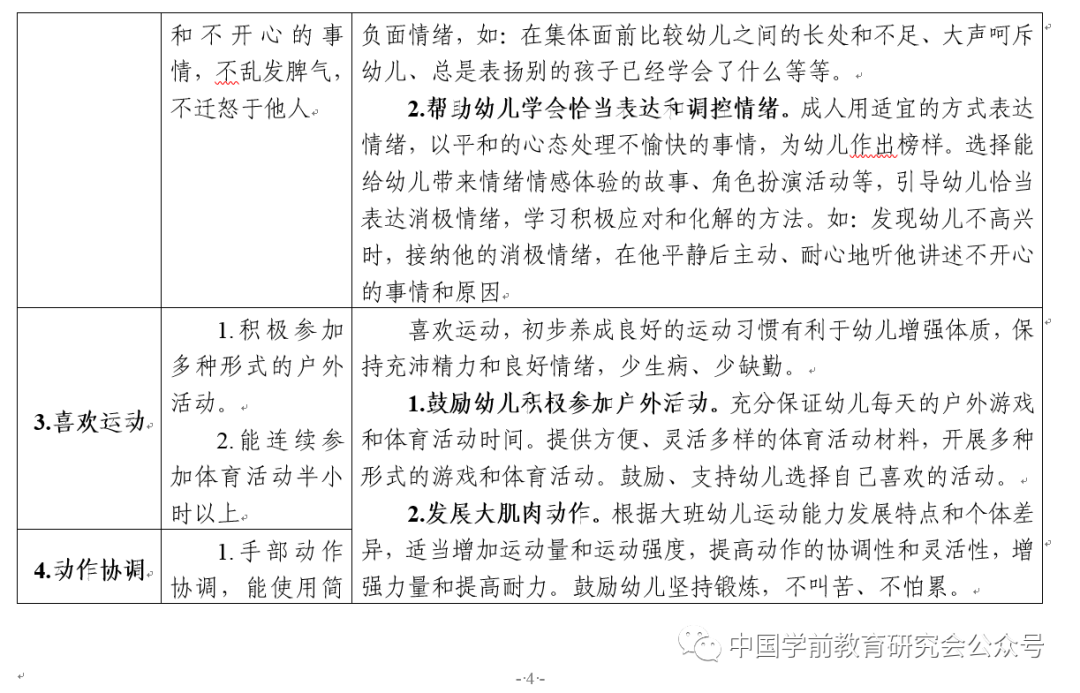 和不开心的事
情，不乱发脾气，
不迁怒于他人。
负面情绪，如：在集体面前比较幼儿之间的长处和不足、大声呵斥
幼儿、总是表扬别的孩子已经学会了什么等等。
2.帮助幼儿学会恰当表达和调控情绪。成人用适宜的方式表达
情绪，以平和的心态处理不愉快的事情，为幼儿作出榜样。选择能
给幼儿带来情绪情感体验的故事、角色扮演活动等，引导幼儿恰当
表达消极情绪，学习积极应对和化解的方法。如：发现幼儿不高兴
时，接纳他的消极情绪，在他平静后主动、耐心地听他讲述不开心
的事情和原因。
3.喜欢运动
1.积极参加
多种形式的户外
活动。
2.能连续参
加体育活动半小
时以上
4.动作协调
1.手部动作
协调，能使用简
喜欢运动，初步养成良好的运动习惯有利于幼儿增强体质，保
持充沛精力和良好情绪，少生病、少缺勤。
1.鼓励幼儿积极参加户外活动。充分保证幼儿每天的户外游戏
和体育活动时间。提供方便、灵活多样的体育活动材料，开展多种
形式的游戏和体育活动。鼓励、支持幼儿选择自己喜欢的活动。
2.发展大肌肉动作。根据大班幼儿运动能力发展特点和个体差
异，适当增加运动量和运动强度，提高动作的协调性和灵活性，增
强力量和提高耐力。鼓励幼儿坚持锻炼，不叫苦、不怕累。
中国学前教育研究会公众号
-4-